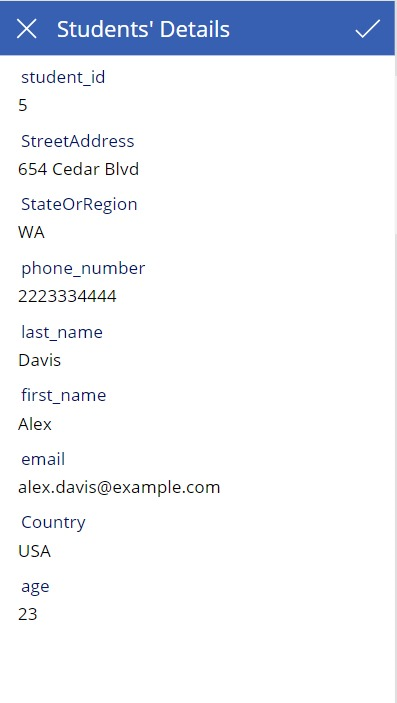 Students' Details
student_id
5
StreetAddress
654 Cedar Blvd
StateOrRegion
WA
phone_number
2223334444
last_name
Davis
first_name
Alex
email
alex.davis@example.com
Country
USA
age
23